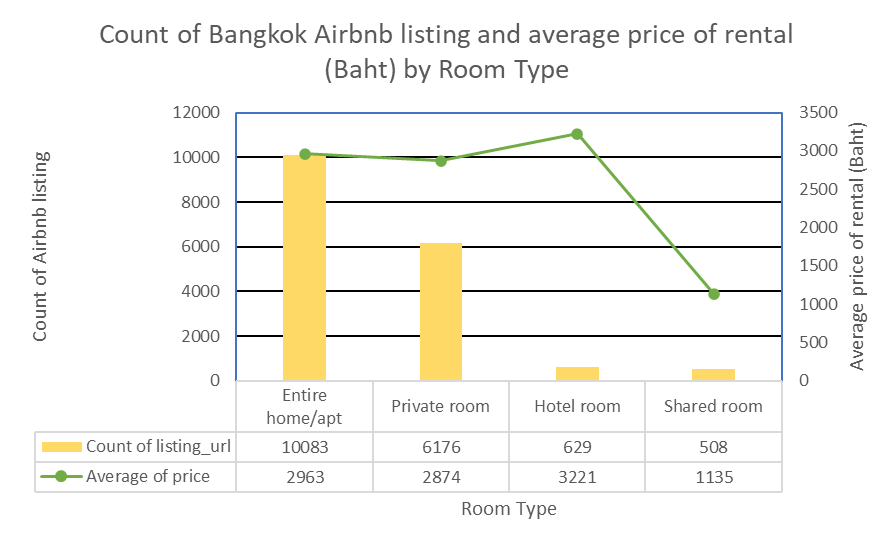 Count of Bangkok Airbnb listing and average price of rental
(Baht) by Room Type
Count of Airbnb listing
12000
10000
8000
6000
4000
2000
0
3500
3000
2500
2000
1500
1000
500
0
Average price of rental (Baht)
Entire
home/apt
Private room
Hotel room
Shared room
Count of listing_url 10083 6176 629 508
Average of price 2963 2874 3221 1135
Room Type